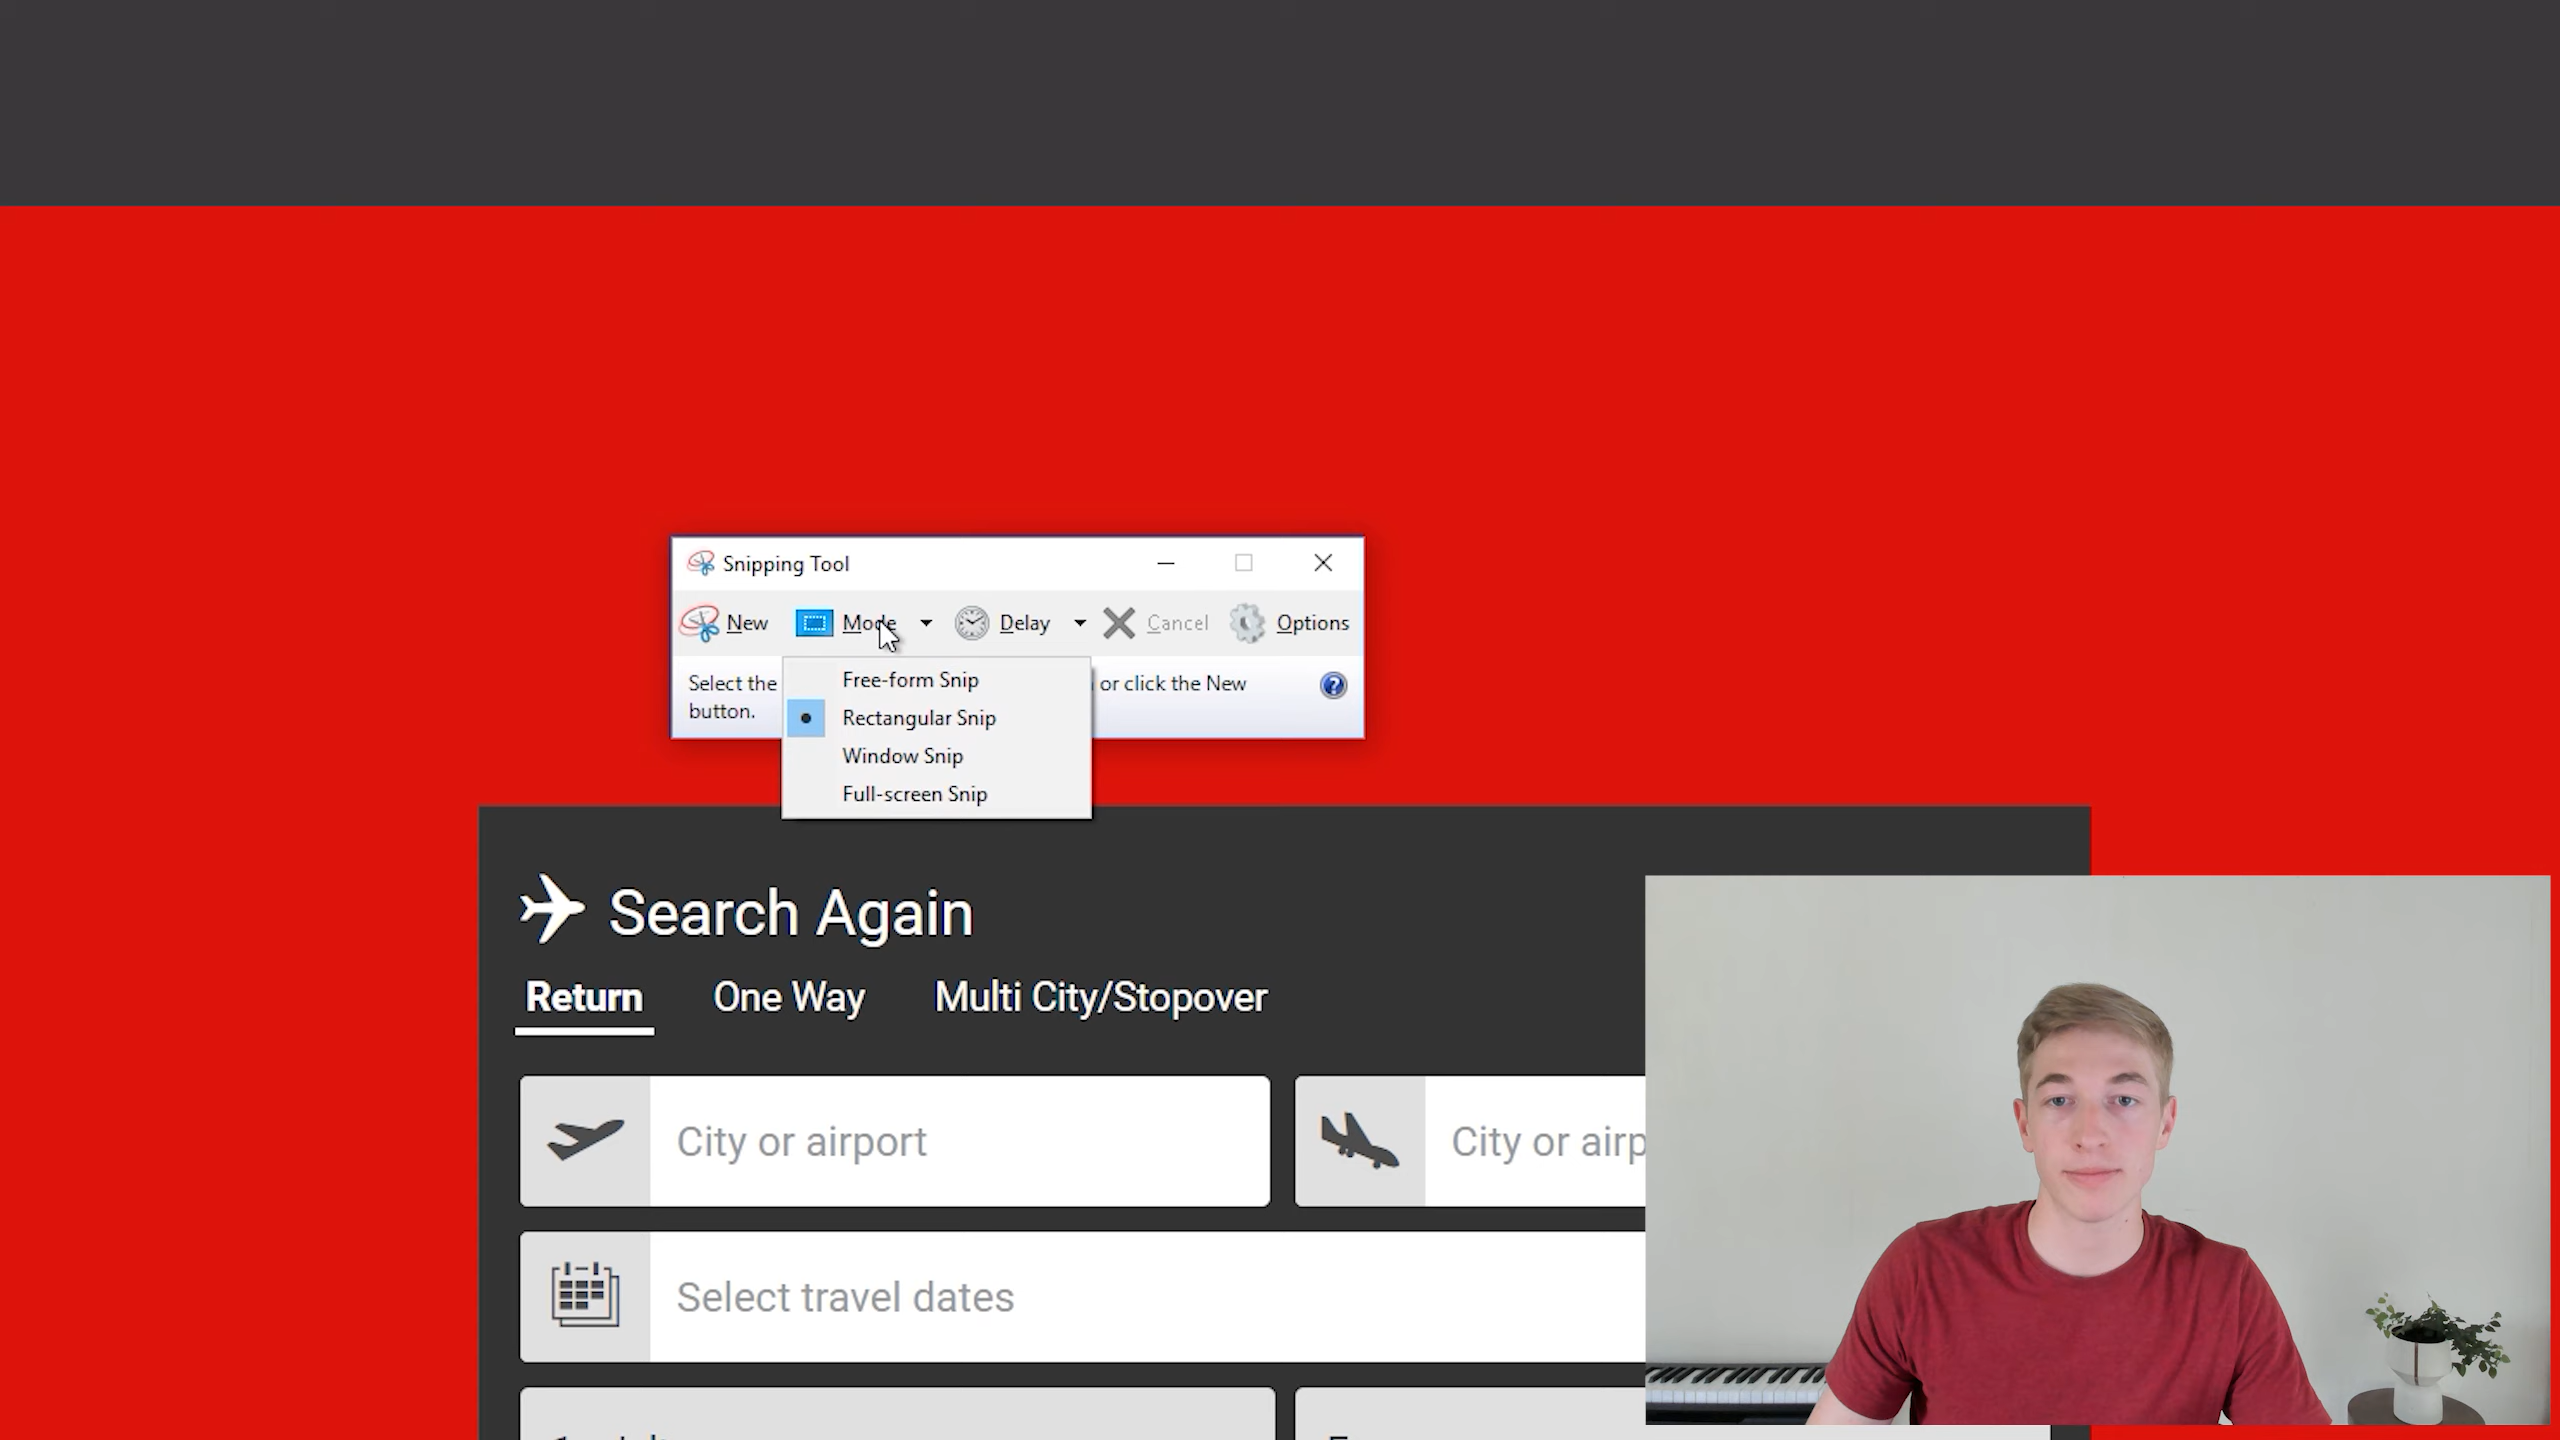 Snipping Tool
New Mode Delay Cancel Options
Select the or click the New
button.
Free-form Snip
Rectangular Snip
Window Snip
Full-screen Snip
Search Again
Return One Way Multi City/Stopover
City or airport City or
Select travel dates